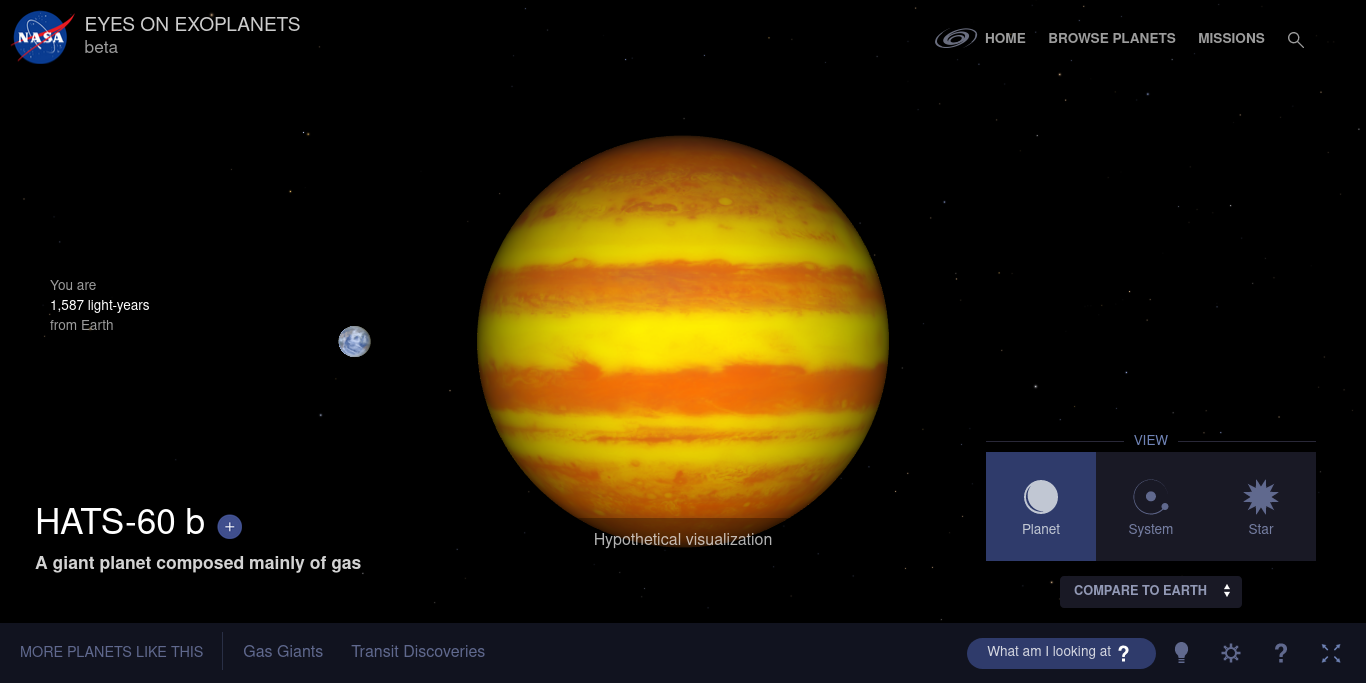 NASA
EYES ON EXOPLANETS
beta
HOME
BROWSE PLANETS
MISSIONS
You are
1,587 light-years
from Earth
HATS-60 b +
A giant planet composed mainly of gas
Hypothetical visualization
VIEW
Planet
System
Star
COMPARE TO EARTH
MORE PLANETS LIKE THIS
Gas Giants
Transit Discoveries
What am I looking at ?
?